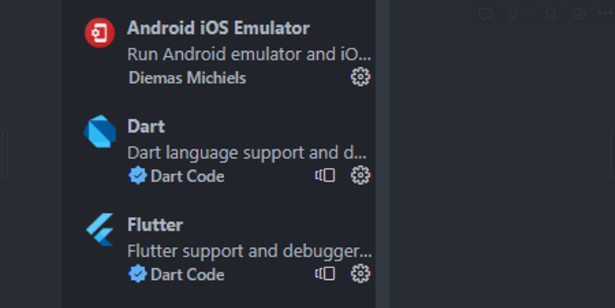 Android iOS Emulator
Run Android emulator and iO...
Diemas Michiels
Dart
Dart language support and d...
Dart Code
Flutter
Flutter support and debugger...
Dart Code